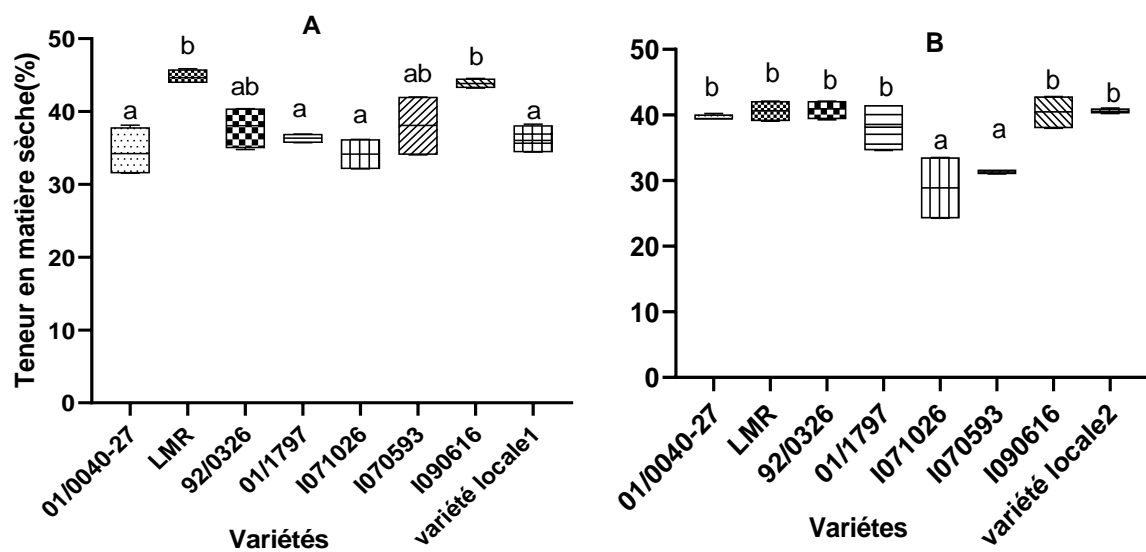 A
Teneur en matière sèche(%)
50
40
30
20
10
0
a
b
ab
a
a
ab
b
a
01/0040-27
LMR
92/0326
01/1797
I071026
I070593
I090616
variété locale1
Variétés
B
50
40
30
20
10
0
b
b
b
b
a
a
b
b
01/0040-27
LMR
92/0326
01/1797
I071026
I070593
I090616
variété locale2
Variétes